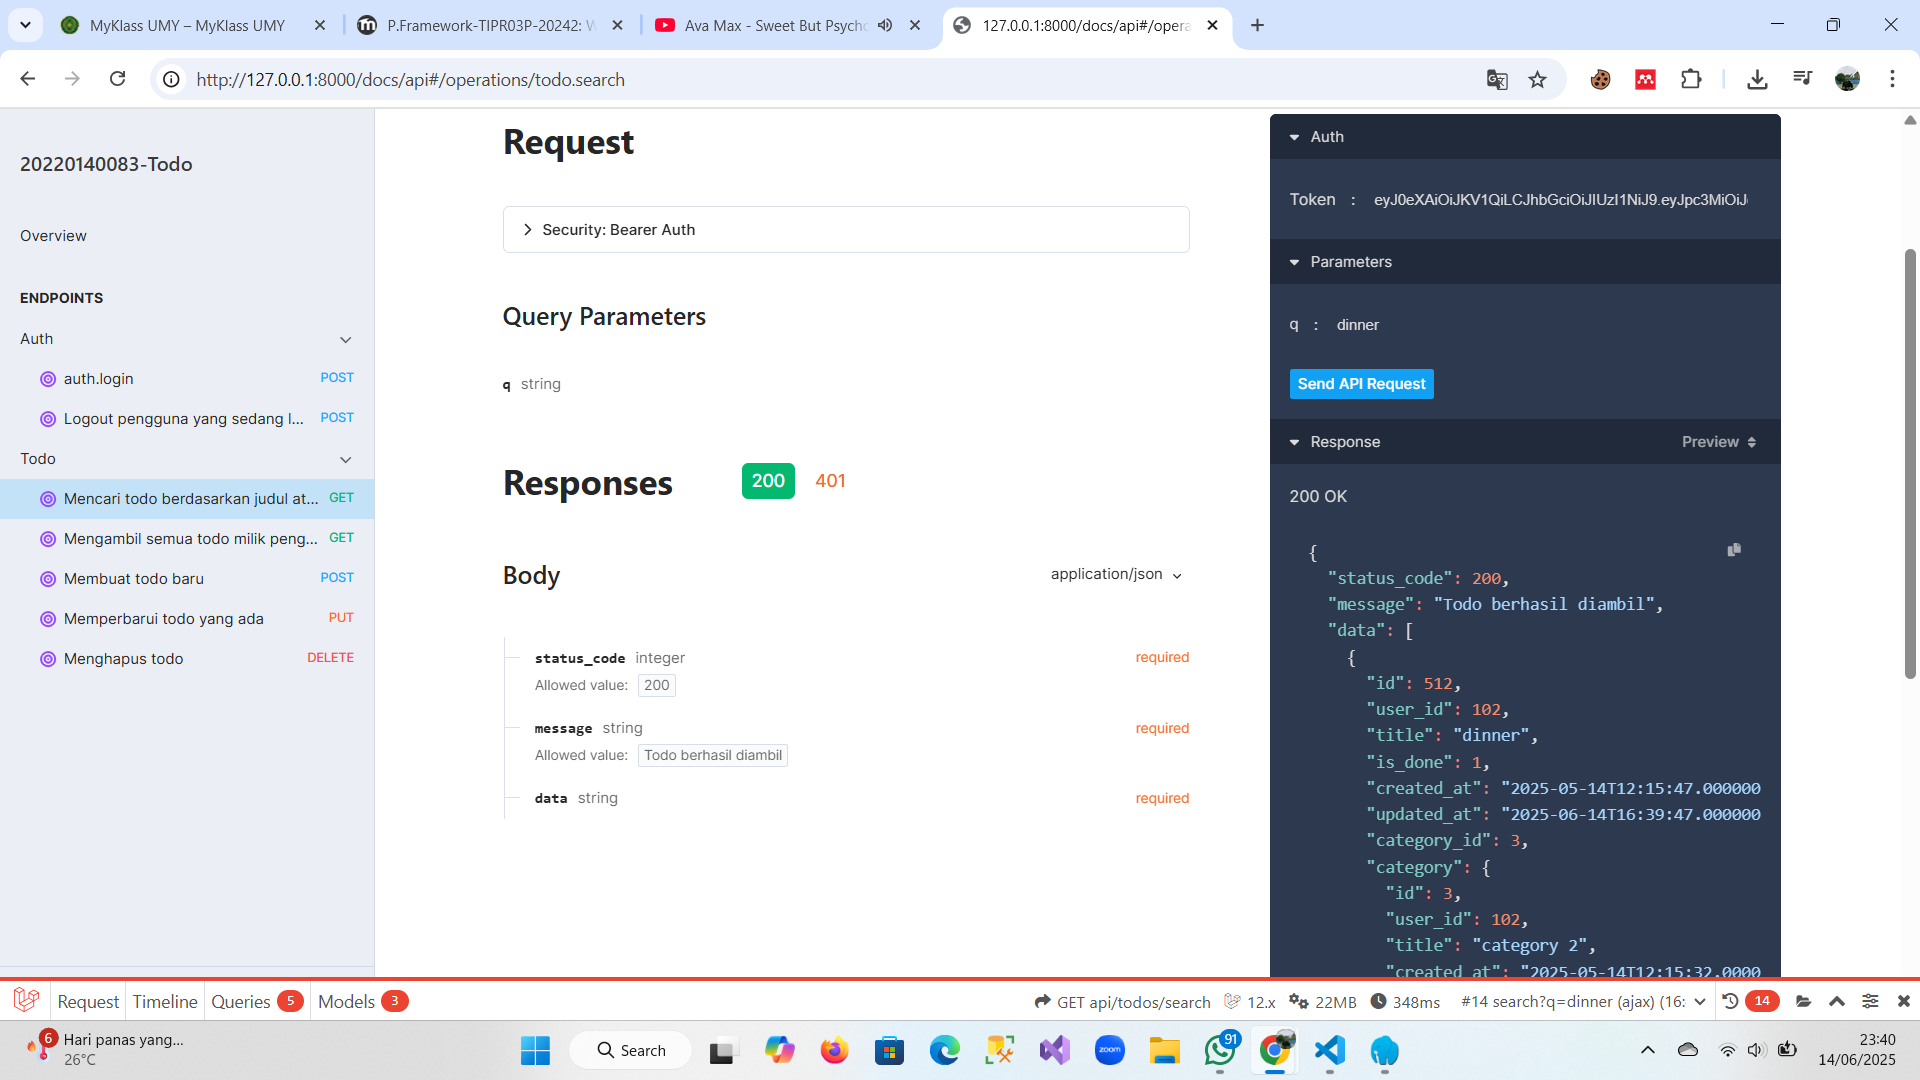 MyKlass UMY – MyKlass UMY
P.Framework-TIPR03P-20242: W
Ava Max - Sweet But Psycho
127.0.0.1:8000/docs/api#/opera
http://127.0.0.1:8000/docs/api#/operations/todo.search
20220140083-Todo
Overview
ENDPOINTS
Auth
auth.login POST
Logout pengguna yang sedang l... POST
Todo
Mencari todo berdasarkan judul at... GET
Mengambil semua todo milik peng... GET
Membuat todo baru POST
Memperbarui todo yang ada PUT
Menghapus todo DELETE
Request
Security: Bearer Auth
Query Parameters
q string
Responses 200 401
Body application/json
status_code integer required
Allowed value: 200
message string required
Allowed value: Todo berhasil diambil
data string required
Auth
Token : eyJ0eXAiOiJKV1QiLCJhbGciOiJIUzI1NiJ9.eyJpc3MiOiJ
Parameters
q : dinner
Send API Request
Response Preview
200 OK
{
"status_code": 200,
"message": "Todo berhasil diambil",
"data": [
{
"id": 512,
"user_id": 102,
"title": "dinner",
"is_done": 1,
"created_at": "2025-05-14T12:15:47.000000
"updated_at": "2025-06-14T16:39:47.000000
"category_id": 3,
"category": {
"id": 3,
"user_id": 102,
"title": "category 2",
"created_at": "2025-05-14T12:15:32.0000
Request Timeline Queries 5 Models 3
GET api/todos/search 12.x 22MB 348ms #14 search?q=dinner (ajax) (16: 14
6
Hari panas yang...
26°C
Search
zoom
91
23:40
14/06/2025